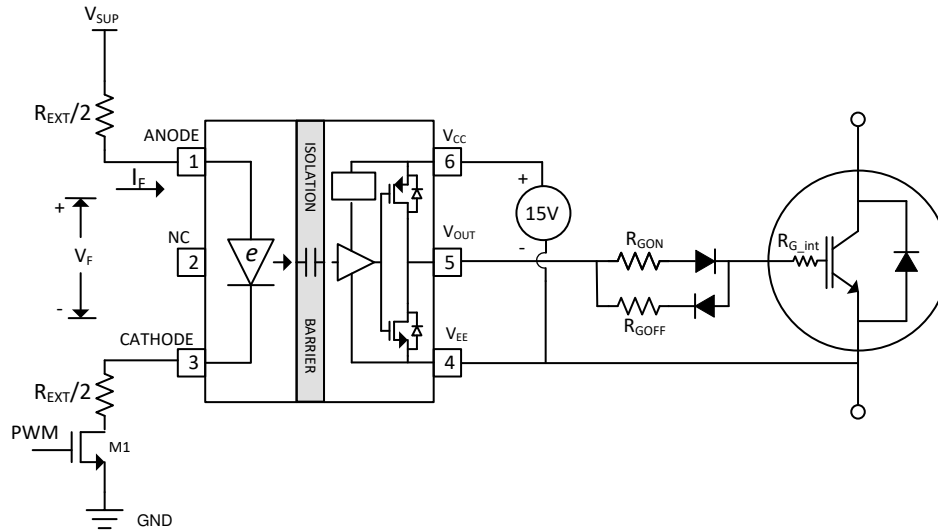 VSUP
REXT/2
ANODE
1
IF
+
VF
-
NC
2
e
CATHODE
3
REXT/2
PWM
M1
GND
ISOLATION
BARRIER
VCC
6
+
15V
-
VOUT
5
VEE
4
RGON
RGOFF
RG_int